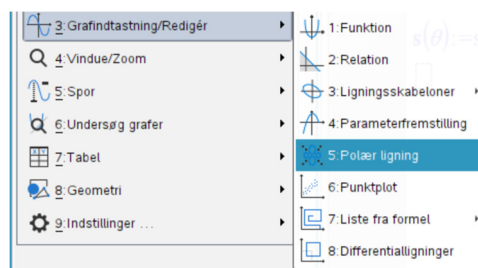 3:Grafindtastning/Redigér
4:Vindue/Zoom
5:Spor
6:Undersøg grafer
7:Tabel
8:Geometri
9:Indstillinger ...
1:Funktion
2:Relation
3:Ligningsskabeloner
4:Parameterfremstilling
5:Polær ligning
6:Punktplot
7:Liste fra formel
8:Differentialligninger
s(θ):=s